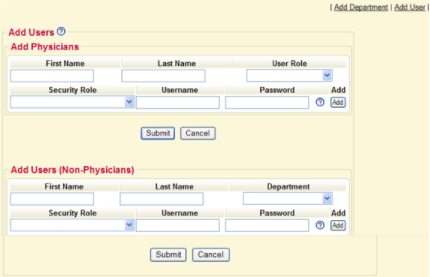 | Add Department | Add User |
Add Users
Add Physicians
First Name Last Name User Role
Security Role Username Password Add
Add
Submit Cancel
Add Users (Non-Physicians)
First Name Last Name Department
Security Role Username Password Add
Add
Submit Cancel